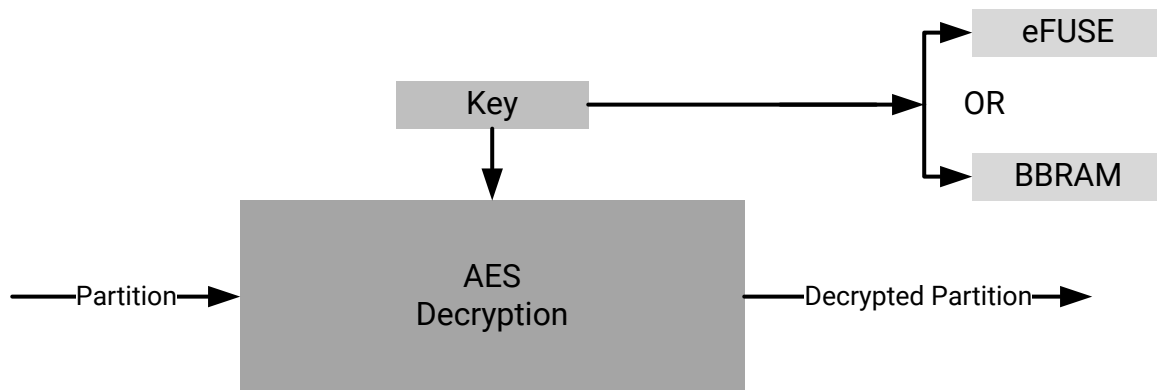 eFUSE
Key
OR
BBRAM
AES
Decryption
Partition
Decrypted Partition